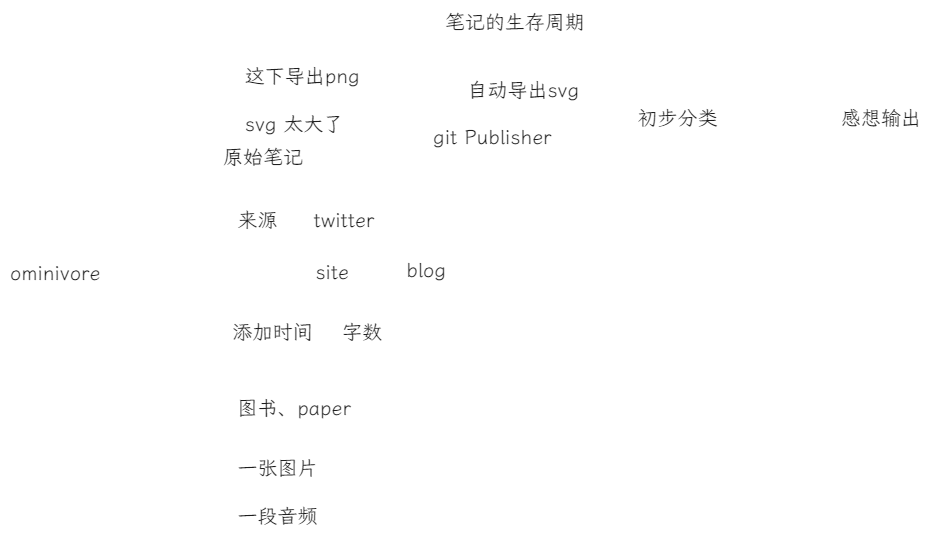 笔记的生存周期
这下导出png
自动导出svg
svg 太大了
git Publisher
初步分类
感想输出
原始笔记
来源 twitter
ominivore
site
blog
添加时间 字数
图书、paper
一张图片
一段音频